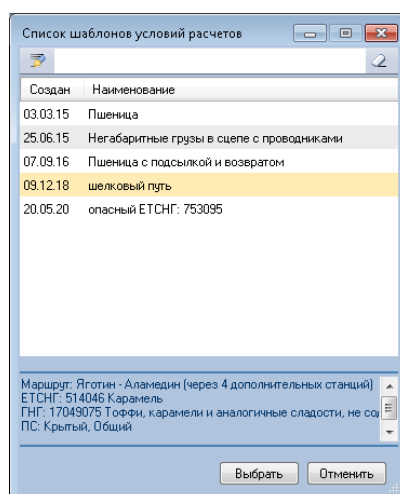 Список шаблонов условий расчетов
Создан Наименование
03.03.15 Пшеница
25.06.15 Негабаритные грузы в сцепе с проводниками
07.09.16 Пшеница с подсылкой и возвратом
09.12.18 шелковый путь
20.05.20 опасный ЕТСНГ: 753095
Маршрут: Яготин - Аламедин (через 4 дополнительных станций)
ЕТСНГ: 514046 Карамель
ГНГ: 17049075 Тоффи, карамели и аналогичные сладости, не со
ПС: Крытый, Общий
Выбрать Отменить